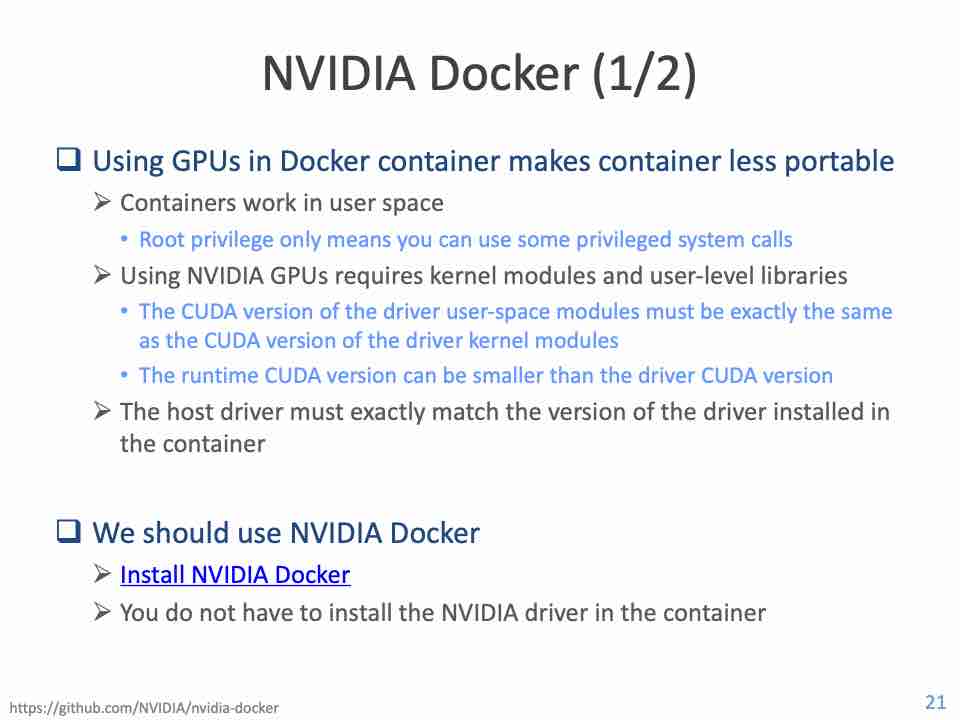 NVIDIA Docker (1/2)
❑ Using GPUs in Docker container makes container less portable
➢ Containers work in user space
• Root privilege only means you can use some privileged system calls
➢ Using NVIDIA GPUs requires kernel modules and user-level libraries
• The CUDA version of the driver user-space modules must be exactly the same
as the CUDA version of the driver kernel modules
• The runtime CUDA version can be smaller than the driver CUDA version
➢ The host driver must exactly match the version of the driver installed in
the container
❑ We should use NVIDIA Docker
➢ Install NVIDIA Docker
➢ You do not have to install the NVIDIA driver in the container
https://github.com/NVIDIA/nvidia-docker
21